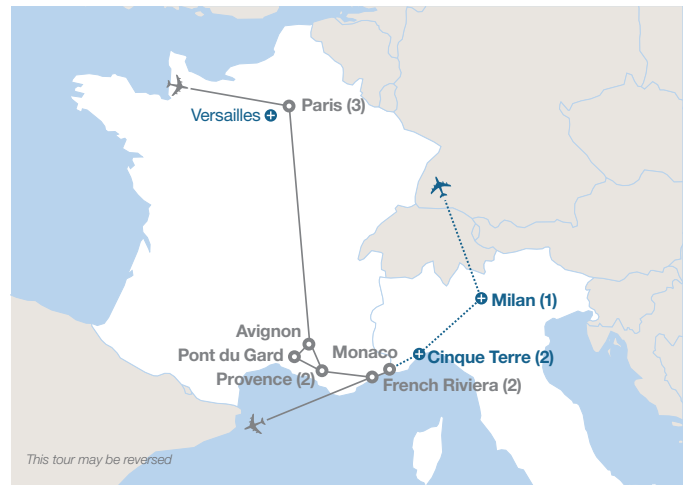 Paris (3)
Versailles
Milan (1)
Avignon
Pont du Gard
Monaco
Cinque Terre (2)
Provence (2)
French Riviera (2)
This tour may be reversed